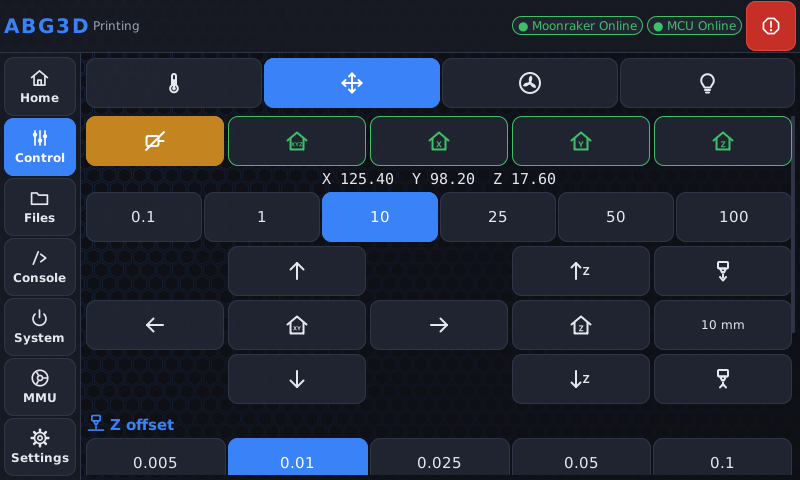 ABG3D Printing
Moonraker Online
MCU Online
Home
Control
Files
Console
System
MMU
Settings
XYZ
X
Y
Z
X 125.40 Y 98.20 Z 17.60
0.1 1 10 25 50 100
Z
XY
Z
10 mm
Z
Z offset
0.005 0.01 0.025 0.05 0.1